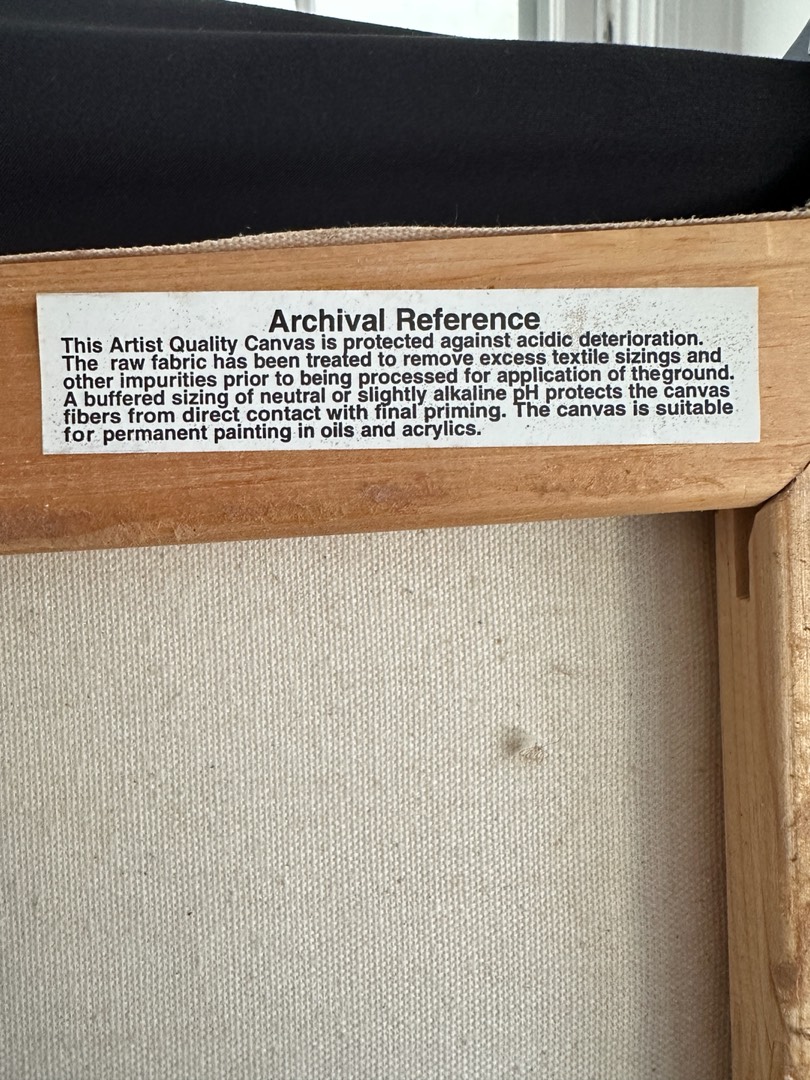 Archival Reference
This Artist Quality Canvas is protected against acidic deterioration.
The raw fabric has been treated to remove excess textile sizings and
other impurities prior to being processed for application of theground.
A buffered sizing of neutral or slightly alkaline pH protects the canvas
fibers from direct contact with final priming. The canvas is suitable
for permanent painting in oils and acrylics.